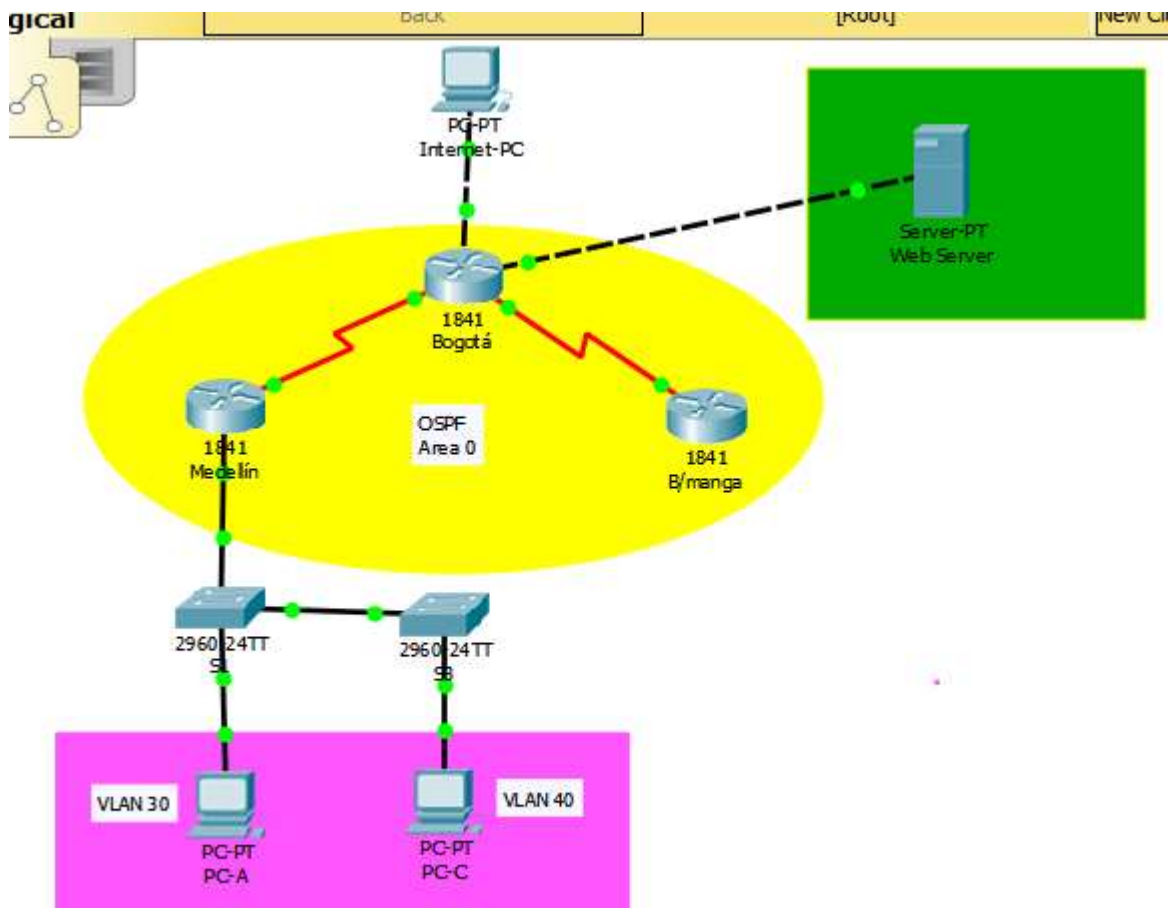 gical Back [Root] New Cl
PC-PT
Internet-PC
Server-PT
Web Server
1841
Bogotá
OSPF
Area 0
1841
Medellín
1841
B/manga
2960-24TT
S1
2960-24TT
S3
VLAN 30
VLAN 40
PC-PT
PC-A
PC-PT
PC-C